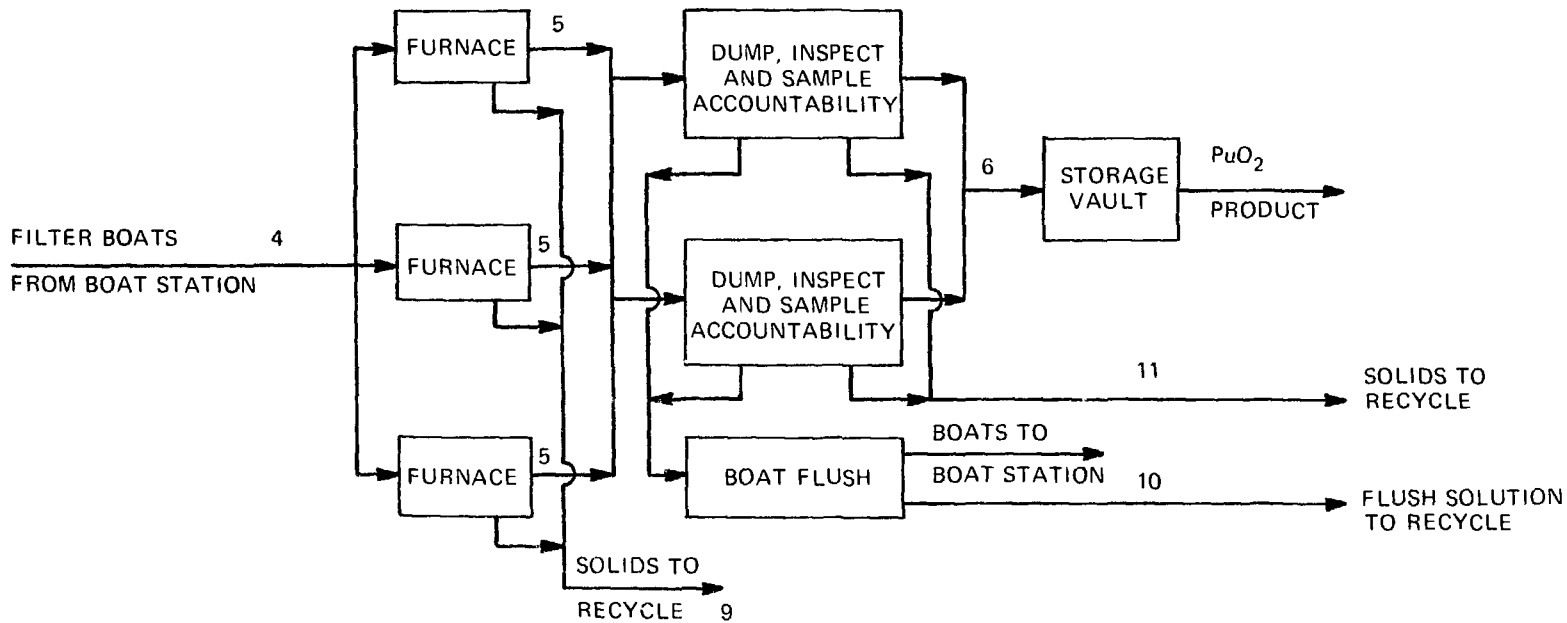 5
FURNACE
DUMP, INSPECT
AND SAMPLE
ACCOUNTABILITY
6
STORAGE
VAULT
PuO2
PRODUCT
FILTER BOATS 4
FROM BOAT STATION
5
FURNACE
DUMP, INSPECT
AND SAMPLE
ACCOUNTABILITY
11
SOLIDS TO
RECYCLE
5
FURNACE
BOAT FLUSH
BOATS TO
BOAT STATION
10
FLUSH SOLUTION
TO RECYCLE
SOLIDS TO
RECYCLE 9